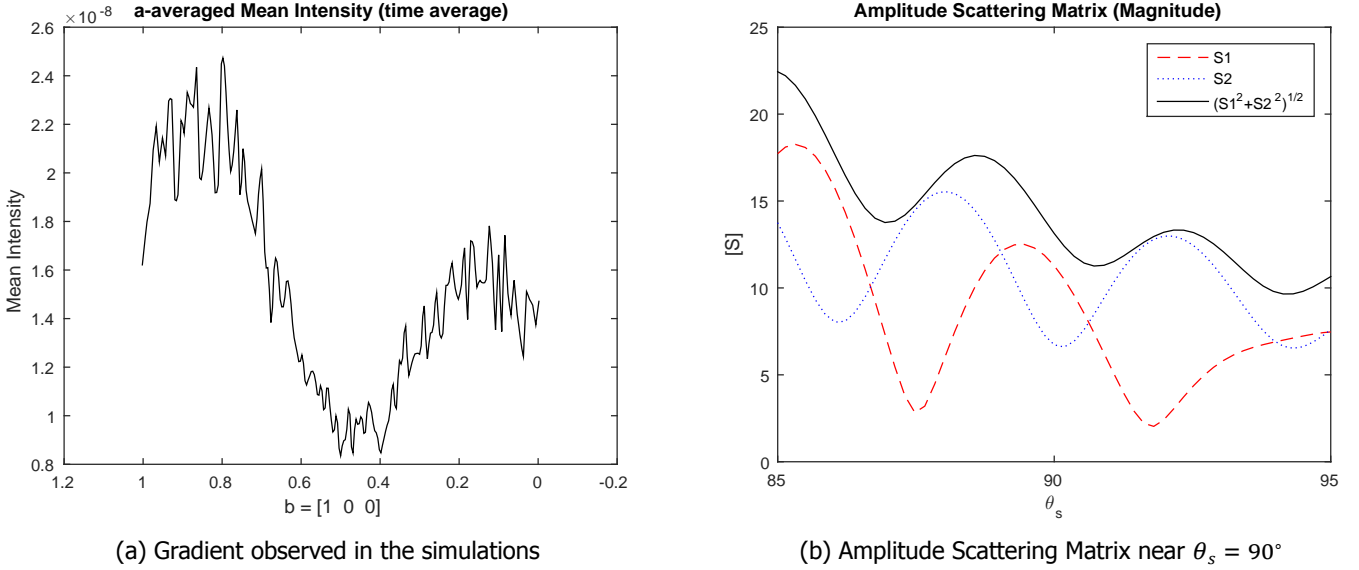 a-averaged Mean Intensity (time average)
×10^-8
2.6
2.4
2.2
2
1.8
1.6
1.4
1.2
1
0.8
Mean Intensity
1.2 1 0.8 0.6 0.4 0.2 0 -0.2
b = [1 0 0]
(a) Gradient observed in the simulations
Amplitude Scattering Matrix (Magnitude)
S1
S2
(S1^2+S2^2)^1/2
25
20
15
10
5
0
[S]
85 90 95
θ_s
(b) Amplitude Scattering Matrix near θ_s = 90°